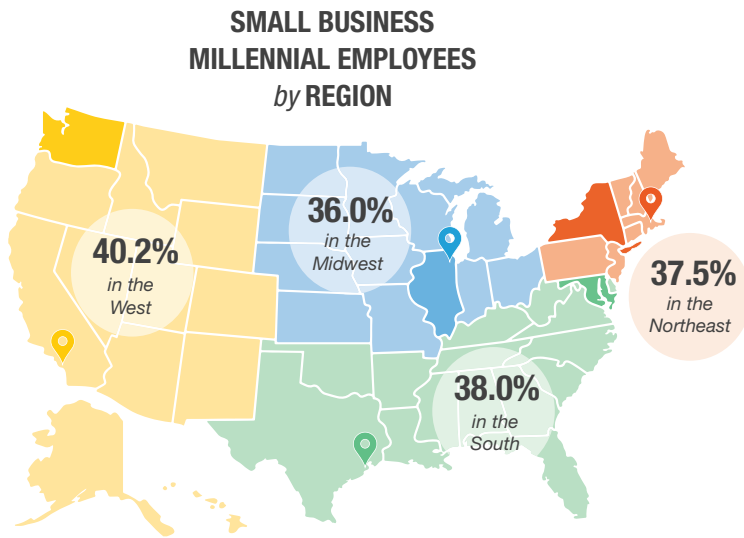 SMALL BUSINESS
MILLENNIAL EMPLOYEES
by REGION
36.0%
in the
Midwest
40.2%
in the
West
37.5%
in the
Northeast
38.0%
in the
South